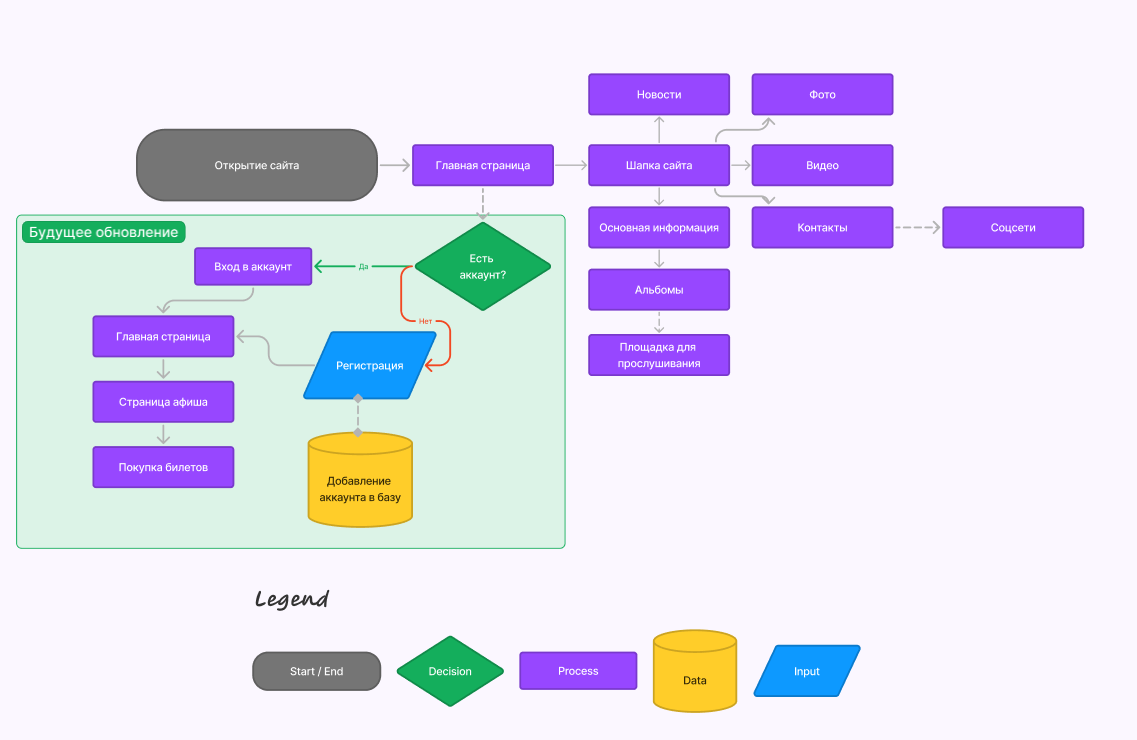 Новости
Фото
Открытие сайта
Главная страница
Шапка сайта
Видео
Будущее обновление
Основная информация
Контакты
Соцсети
Есть
аккаунт?
Вход в аккаунт
Да
Альбомы
Нет
Главная страница
Площадка для
прослушивания
Регистрация
Страница афиша
Покупка билетов
Добавление
аккаунта в базу
Legend
Start / End
Decision
Process
Data
Input